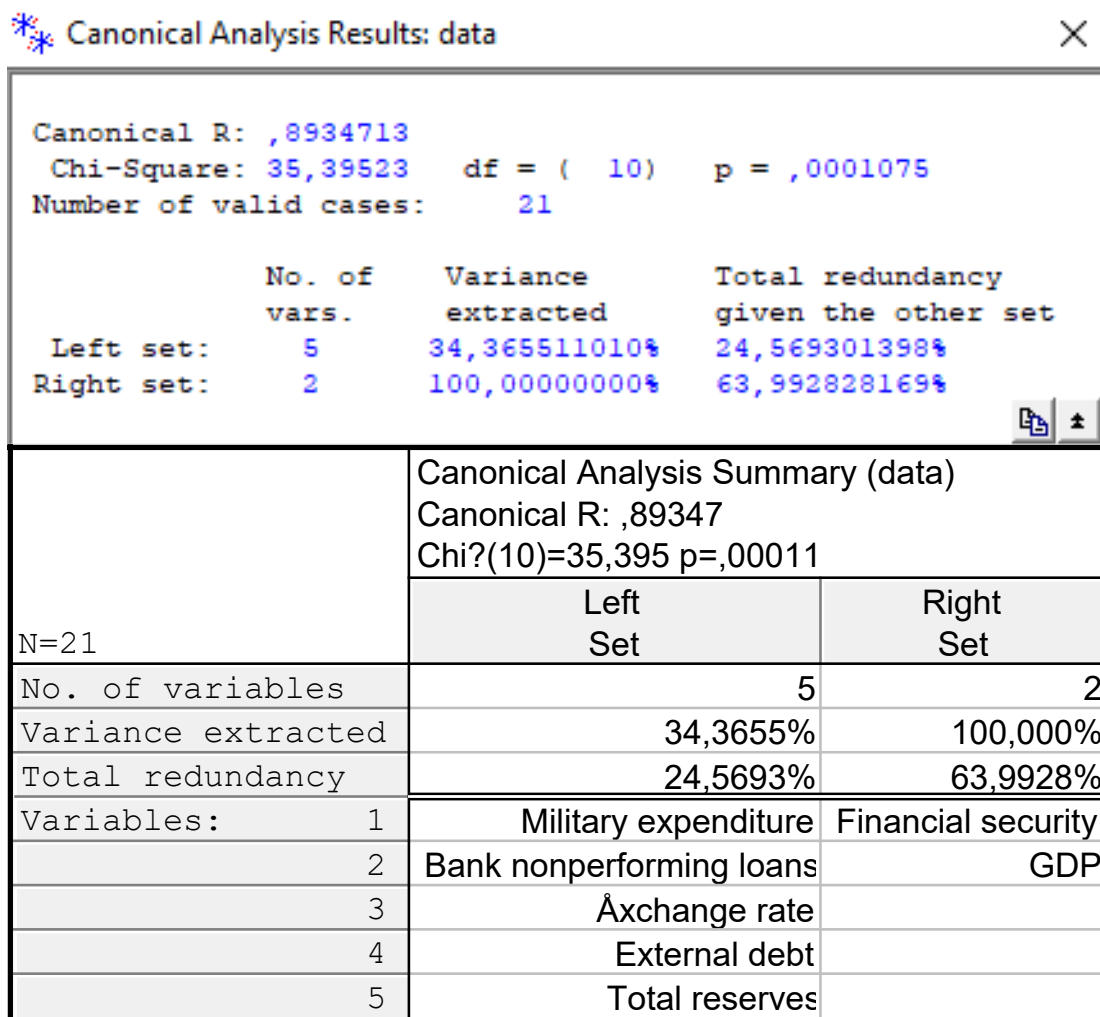 Canonical Analysis Results: data
Canonical R: ,8934713
Chi-Square: 35,39523 df = ( 10) p = ,0001075
Number of valid cases: 21
No. of Variance Total redundancy
vars. extracted given the other set
Left set: 5 34,365511010% 24,569301398%
Right set: 2 100,00000000% 63,992828169%
Canonical Analysis Summary (data)
Canonical R: ,89347
Chi?(10)=35,395 p=,00011
Left Right
N=21 Set Set
No. of variables 5 2
Variance extracted 34,3655% 100,000%
Total redundancy 24,5693% 63,9928%
Variables: 1 Military expenditure Financial security
2 Bank nonperforming loans GDP
3 Åxchange rate
4 External debt
5 Total reserves